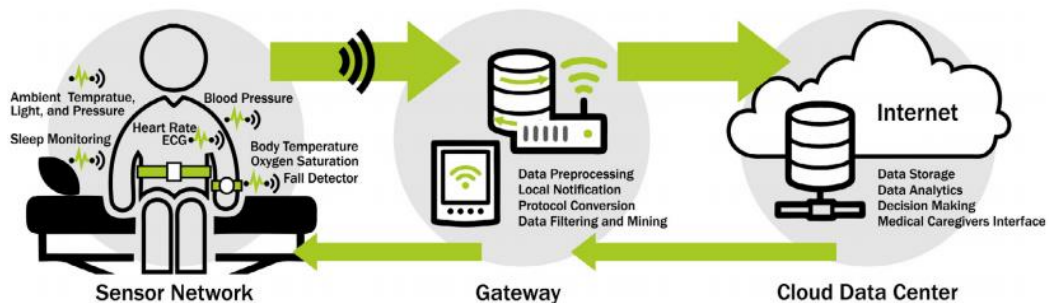 Ambient Tempratue,
Light, and Pressure
Blood Pressure
Sleep Monitoring
Heart Rate
ECG
Body Temperature
Oxygen Saturation
Fall Detector
Sensor Network
Data Preprocessing
Local Notification
Protocol Conversion
Data Filtering and Mining
Gateway
Internet
Data Storage
Data Analytics
Decision Making
Medical Caregivers Interface
Cloud Data Center